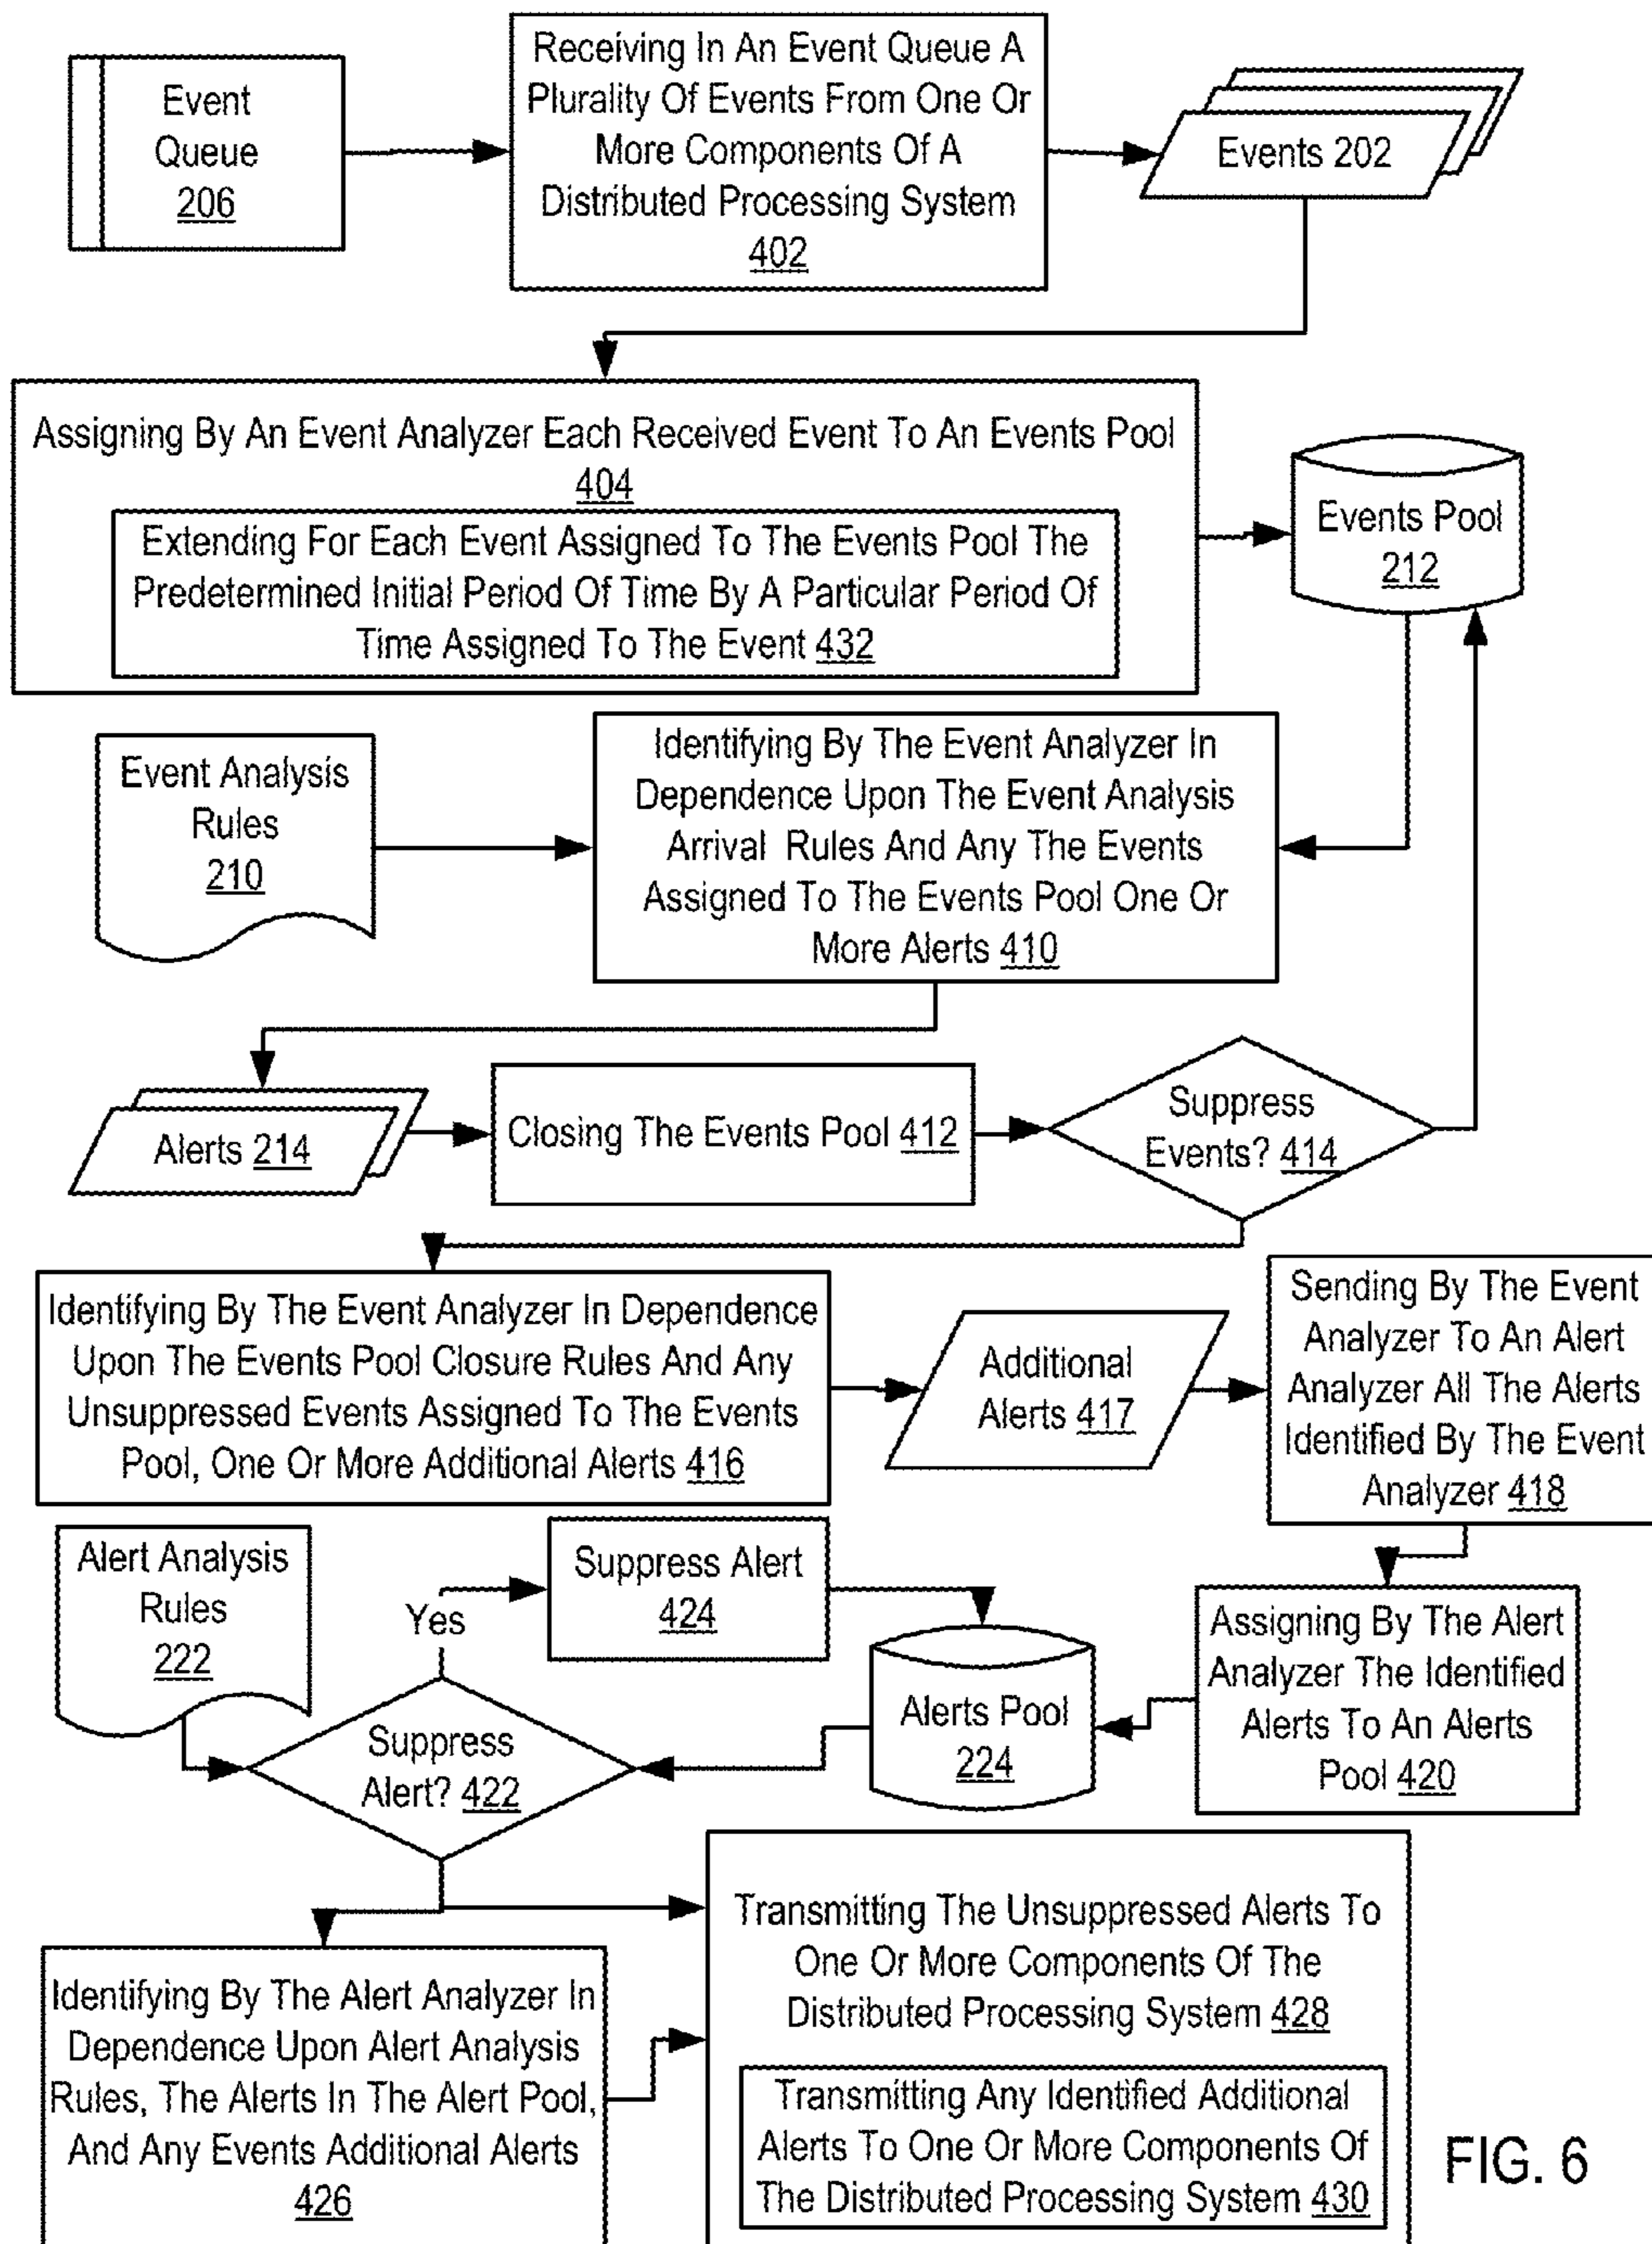 Event
Queue
206
Receiving In An Event Queue A
Plurality Of Events From One Or
More Components Of A
Distributed Processing System
402
Events 202
Assigning By An Event Analyzer Each Received Event To An Events Pool
404
Extending For Each Event Assigned To The Events Pool The
Predetermined Initial Period Of Time By A Particular Period Of
Time Assigned To The Event 432
Events Pool
212
Event Analysis
Rules
210
Identifying By The Event Analyzer In
Dependence Upon The Event Analysis
Arrival Rules And Any The Events
Assigned To The Events Pool One Or
More Alerts 410
Alerts 214
Closing The Events Pool 412
Suppress
Events? 414
Identifying By The Event Analyzer In Dependence
Upon The Events Pool Closure Rules And Any
Unsuppressed Events Assigned To The Events
Pool, One Or More Additional Alerts 416
Additional
Alerts 417
Sending By The Event
Analyzer To An Alert
Analyzer All The Alerts
Identified By The Event
Analyzer 418
Alert Analysis
Rules
222
Yes
Suppress Alert
424
Alerts Pool
224
Assigning By The Alert
Analyzer The Identified
Alerts To An Alerts
Pool 420
Suppress
Alert? 422
Identifying By The Alert Analyzer In
Dependence Upon Alert Analysis
Rules, The Alerts In The Alert Pool,
And Any Events Additional Alerts
426
Transmitting The Unsuppressed Alerts To
One Or More Components Of The
Distributed Processing System 428
Transmitting Any Identified Additional
Alerts To One Or More Components Of
The Distributed Processing System 430
FIG. 6